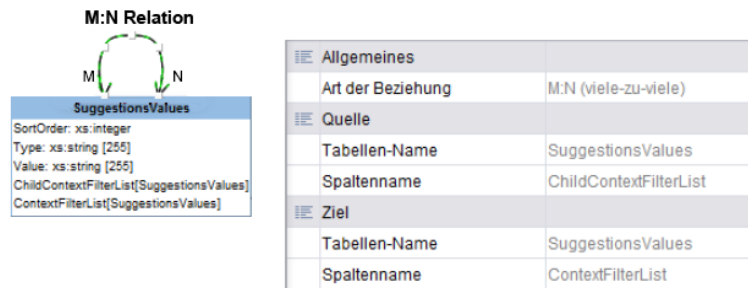 M:N Relation
M
N
SuggestionsValues
SortOrder: xs:integer
Type: xs:string [255]
Value: xs:string [255]
ChildContextFilterList[SuggestionsValues]
ContextFilterList[SuggestionsValues]
Allgemeines
Art der Beziehung M:N (viele-zu-viele)
Quelle
Tabellen-Name SuggestionsValues
Spaltenname ChildContextFilterList
Ziel
Tabellen-Name SuggestionsValues
Spaltenname ContextFilterList